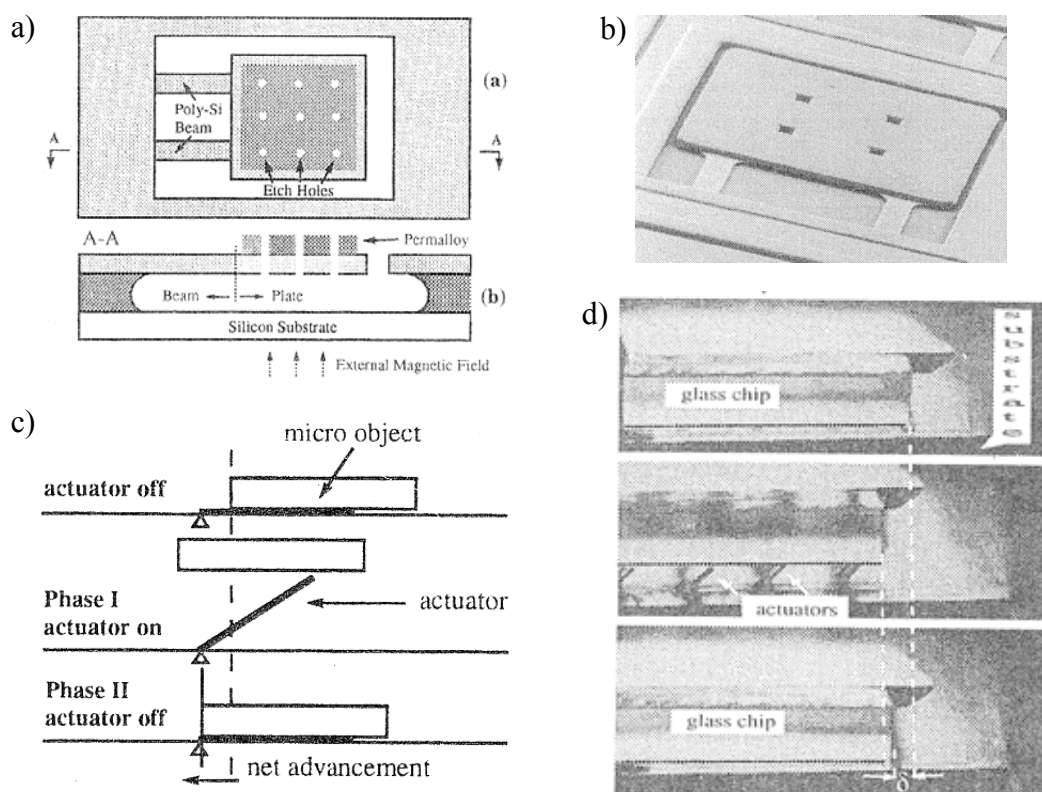 a)
(a)
Poly-Si
Beam
A
A
Etch Holes
A-A
Permalloy
Beam
Plate
(b)
Silicon Substrate
External Magnetic Field
b)
c)
micro object
actuator off
Phase I
actuator on
actuator
Phase II
actuator off
net advancement
d)
substrate
glass chip
actuators
glass chip
δ